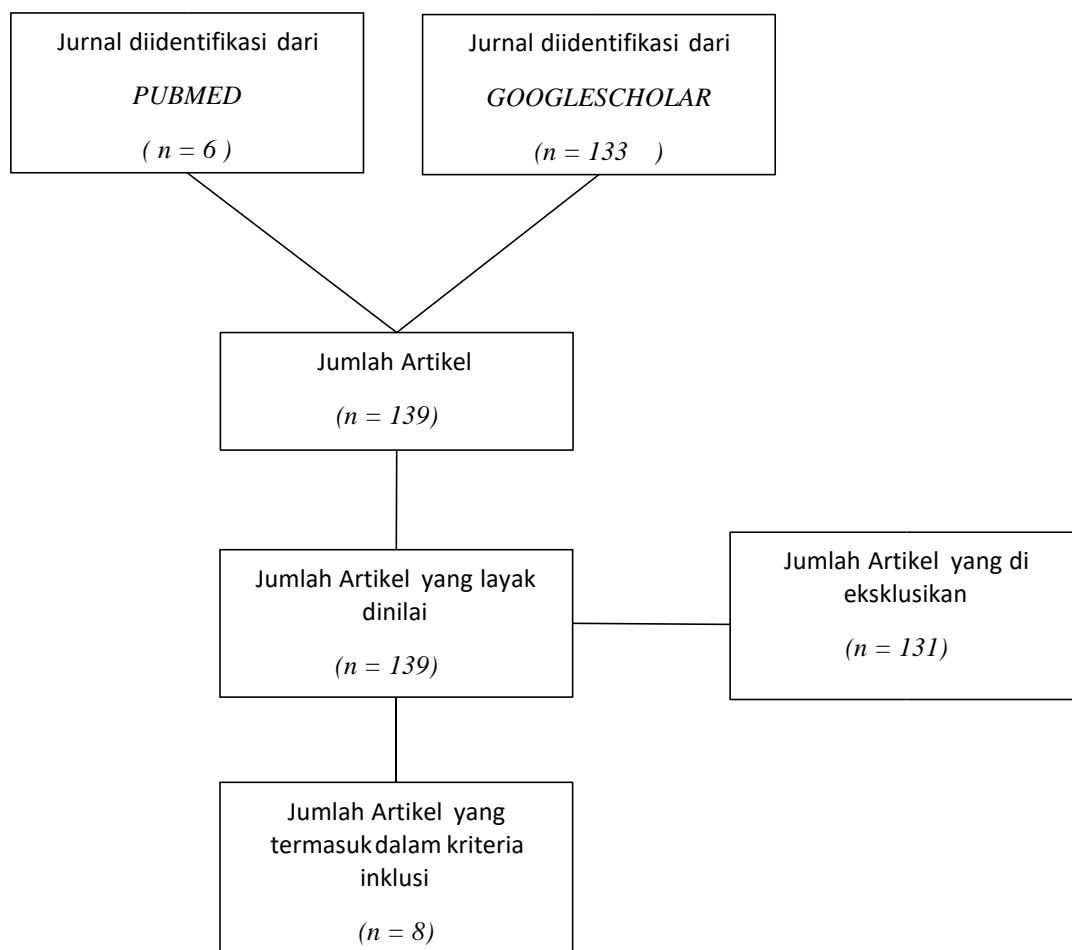 Jurnal diidentifikasi dari
PUBMED
( n = 6 )
Jurnal diidentifikasi dari
GOOGLESCHOLAR
(n = 133 )
Jumlah Artikel
(n = 139)
Jumlah Artikel yang layak
dinilai
(n = 139)
Jumlah Artikel yang di
eksklusikan
(n = 131)
Jumlah Artikel yang
termasuk dalam kriteria
inklusi
(n = 8)